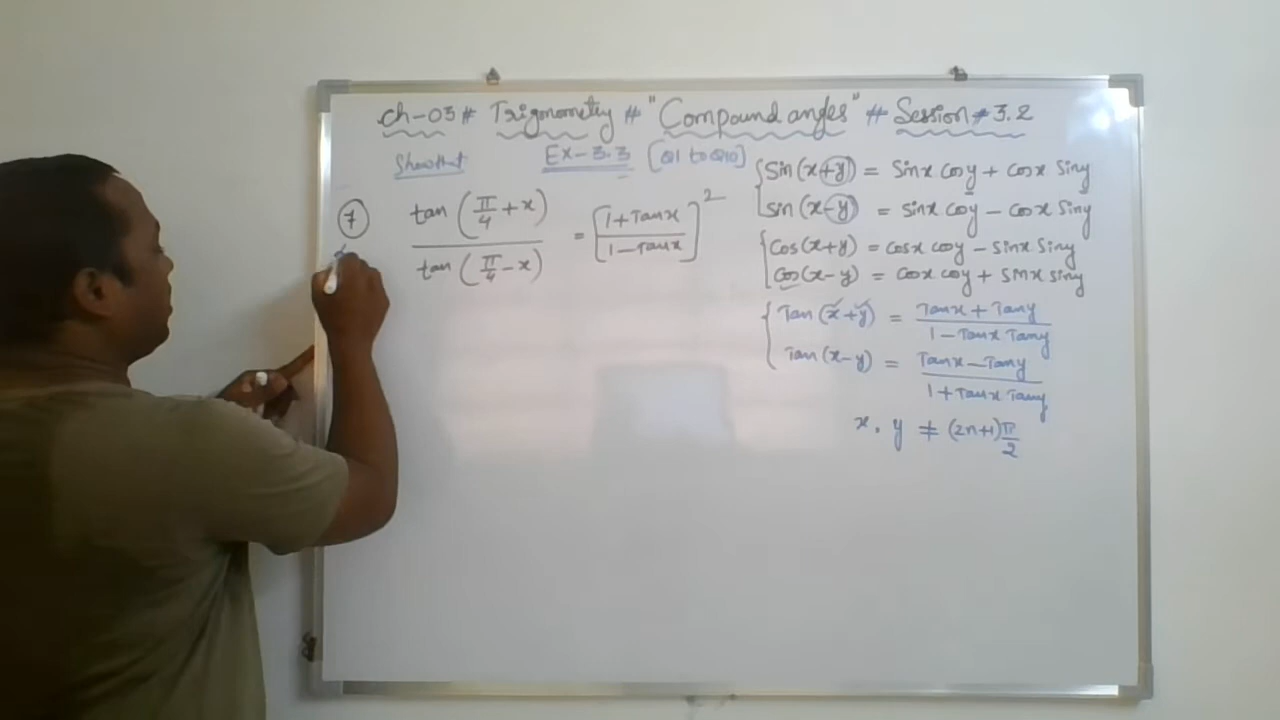 Ch-03 # Trigonometry # "Compound angles" # Session # 3.2
Show that Ex-3.3 [Q1 to Q10]
7 tan(π/4 + x) / tan(π/4 - x) = [1 + Tanx / 1 - Tanx]²
Sin(x+y) = Sinx Cosy + Cosx Siny
Sin(x-y) = Sinx Cosy - Cosx Siny
Cos(x+y) = Cosx Cosy - Sinx Siny
Cos(x-y) = Cosx Cosy + Sinx Siny
Tan(x+y) = Tanx + Tany / 1 - Tanx Tany
Tan(x-y) = Tanx - Tany / 1 + Tanx Tany
x, y ≠ (2n+1) π/2